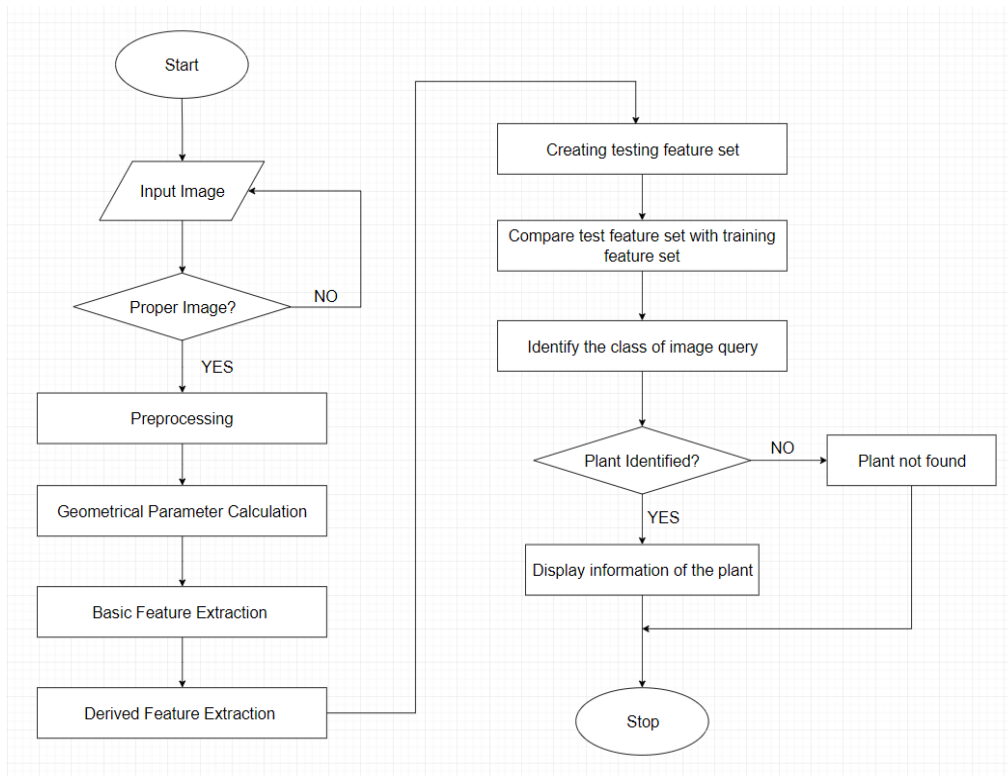 Start
Input Image
Proper Image?
NO
YES
Preprocessing
Geometrical Parameter Calculation
Basic Feature Extraction
Derived Feature Extraction
Creating testing feature set
Compare test feature set with training
feature set
Identify the class of image query
Plant Identified?
NO
Plant not found
YES
Display information of the plant
Stop